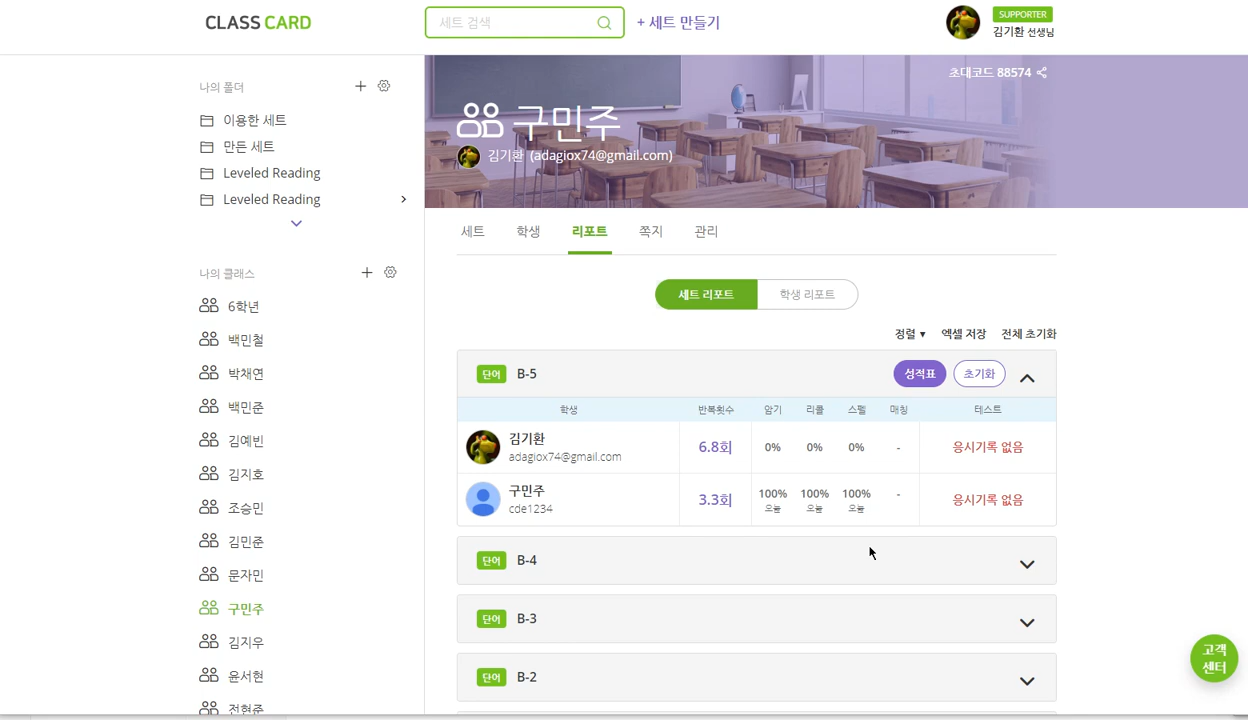 CLASS CARD
세트 검색
+ 세트 만들기
SUPPORTER
김기환 선생님
나의 폴더
이용한 세트
만든 세트
Leveled Reading
Leveled Reading
나의 클래스
6학년
백민철
박채연
백민준
김예빈
김지호
조승민
김민준
문자민
구민주
김지우
윤서현
전현준
초대코드 88574
구민주
김기환 (adagiox74@gmail.com)
세트 학생 리포트 쪽지 관리
세트 리포트 학생 리포트
정렬 ▼ 엑셀 저장 전체 초기화
단어 B-5 성적표 초기화
학생 반복횟수 암기 리콜 스펠 매칭 테스트
김기환
adagiox74@gmail.com
6.8회 0% 0% 0% - 응시기록 없음
구민주
cde1234
3.3회 100% 100% 100% - 응시기록 없음
오늘 오늘 오늘
단어 B-4
단어 B-3
단어 B-2
고객
센터